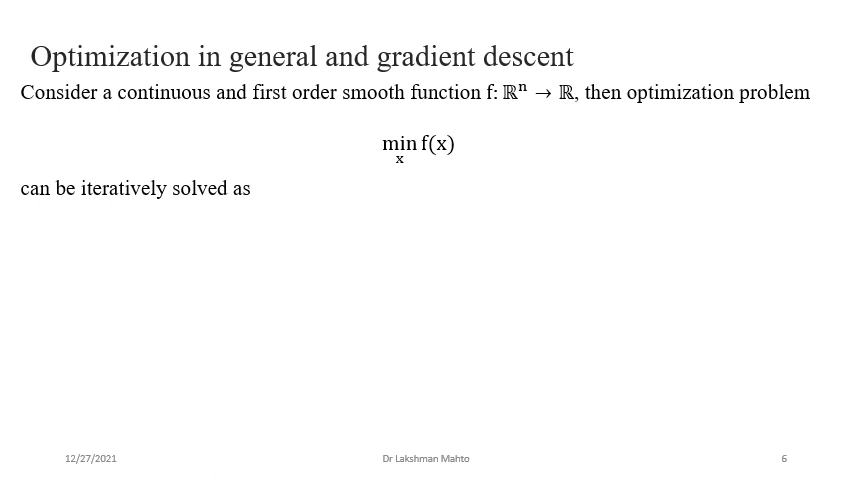 Optimization in general and gradient descent
Consider a continuous and first order smooth function f: ℝⁿ → ℝ, then optimization problem
min f(x)
x
can be iteratively solved as
12/27/2021 Dr Lakshman Mahto 6